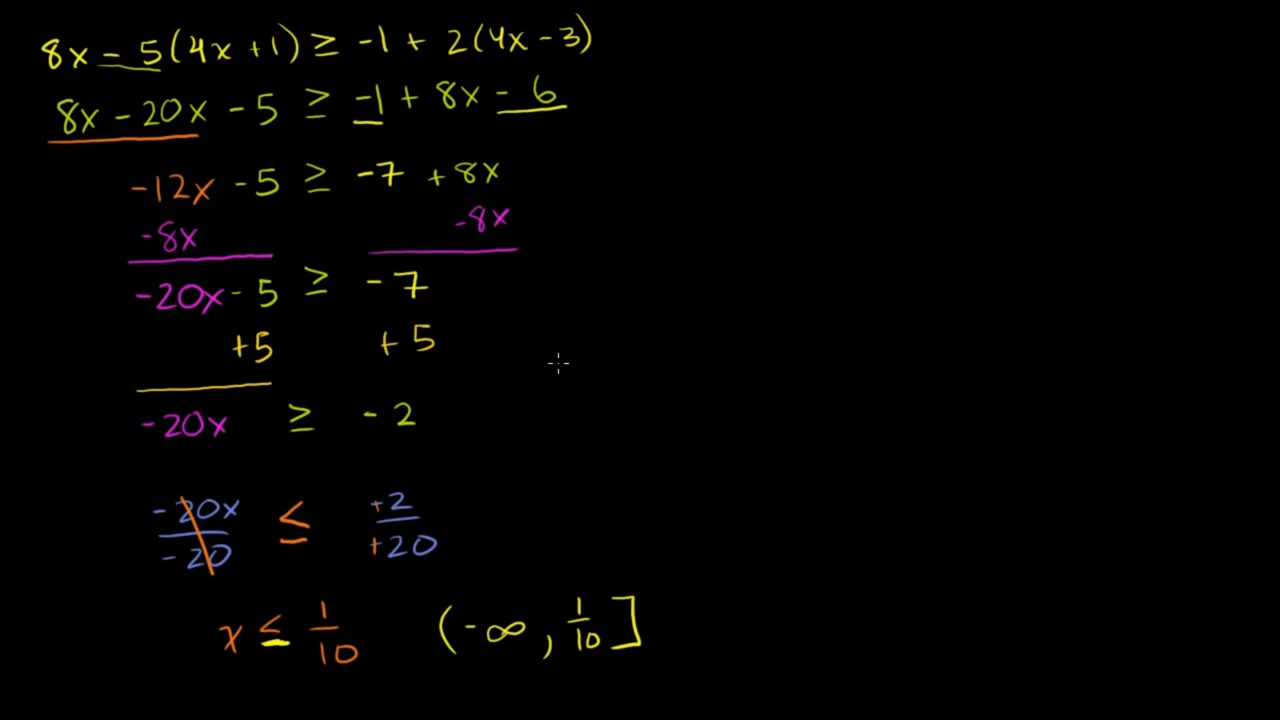 8x - 5(4x + 1) ≥ -1 + 2(4x - 3)
8x - 20x - 5 ≥ -1 + 8x - 6
-12x - 5 ≥ -7 + 8x
-8x -8x
-20x - 5 ≥ -7
+5 +5
-20x ≥ -2
-20x/-20 ≤ +2/+20
x ≤ 1/10 (-∞, 1/10]